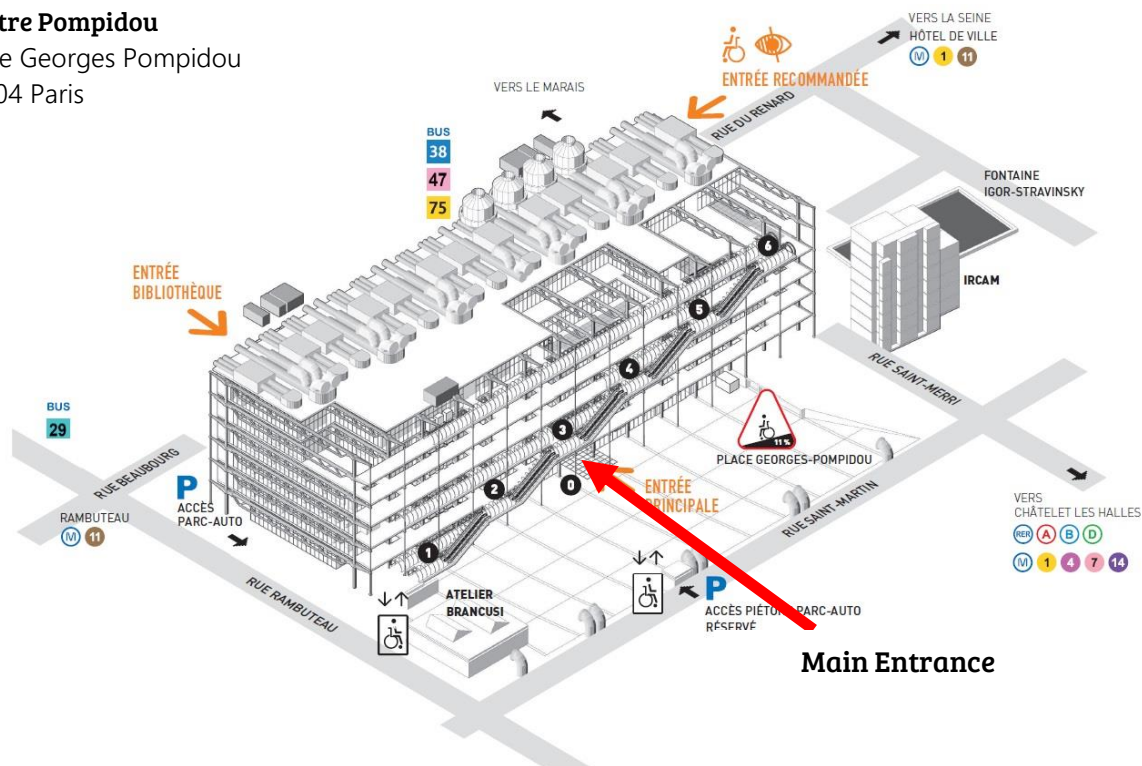 tre Pompidou
e Georges Pompidou
04 Paris
VERS LA SEINE
HÔTEL DE VILLE
M 1 11
ENTRÉE RECOMMANDÉE
VERS LE MARAIS
RUE DU RENARD
BUS
38
47
75
FONTAINE
IGOR-STRAVINSKY
ENTRÉE
BIBLIOTHÈQUE
IRCAM
6
5
4
3
2
1
0
RUE SAINT-MERRI
BUS
29
11%
PLACE GEORGES-POMPIDOU
RUE BEAUBOURG
P
ACCÈS
PARC-AUTO
RAMBUTEAU
M 11
ENTRÉE
PRINCIPALE
RUE SAINT-MARTIN
VERS
CHÂTELET LES HALLES
RER A B D
M 1 4 7 14
RUE RAMBUTEAU
ATELIER
BRANCUSI
P
ACCÈS PIÉTONS PARC-AUTO
RÉSERVÉ
Main Entrance